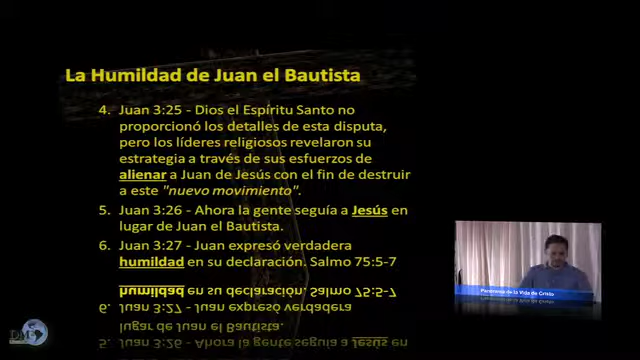 La Humildad de Juan el Bautista
4. Juan 3:25 - Dios el Espíritu Santo no
proporcionó los detalles de esta disputa,
pero los líderes religiosos revelaron su
estrategia a través de sus esfuerzos de
alienar a Juan de Jesús con el fin de destruir
a este "nuevo movimiento".
5. Juan 3:26 - Ahora la gente seguía a Jesús en
lugar de Juan el Bautista.
6. Juan 3:27 - Juan expresó verdadera
humildad en su declaración. Salmo 75:5-7
Panorama de la Vida de Cristo